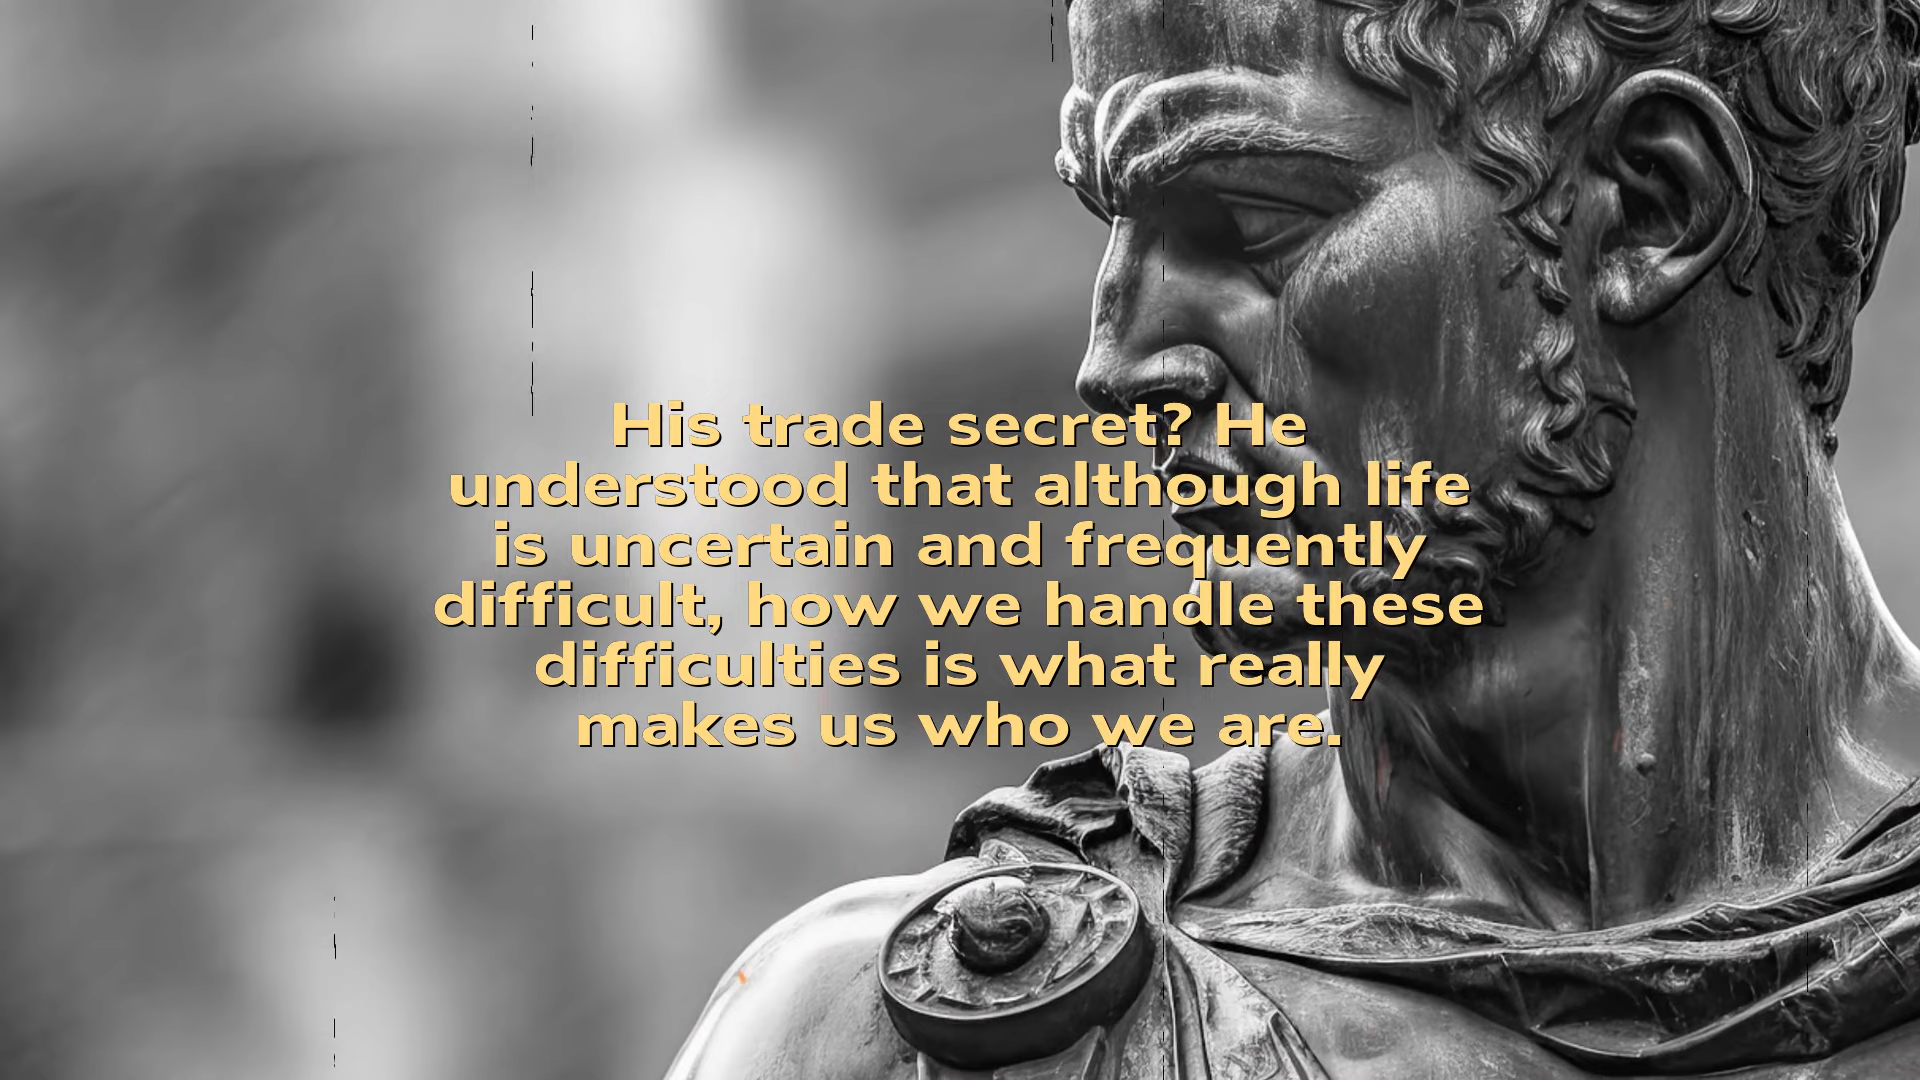 His trade secret? He
understood that although life
is uncertain and frequently
difficult, how we handle these
difficulties is what really
makes us who we are.